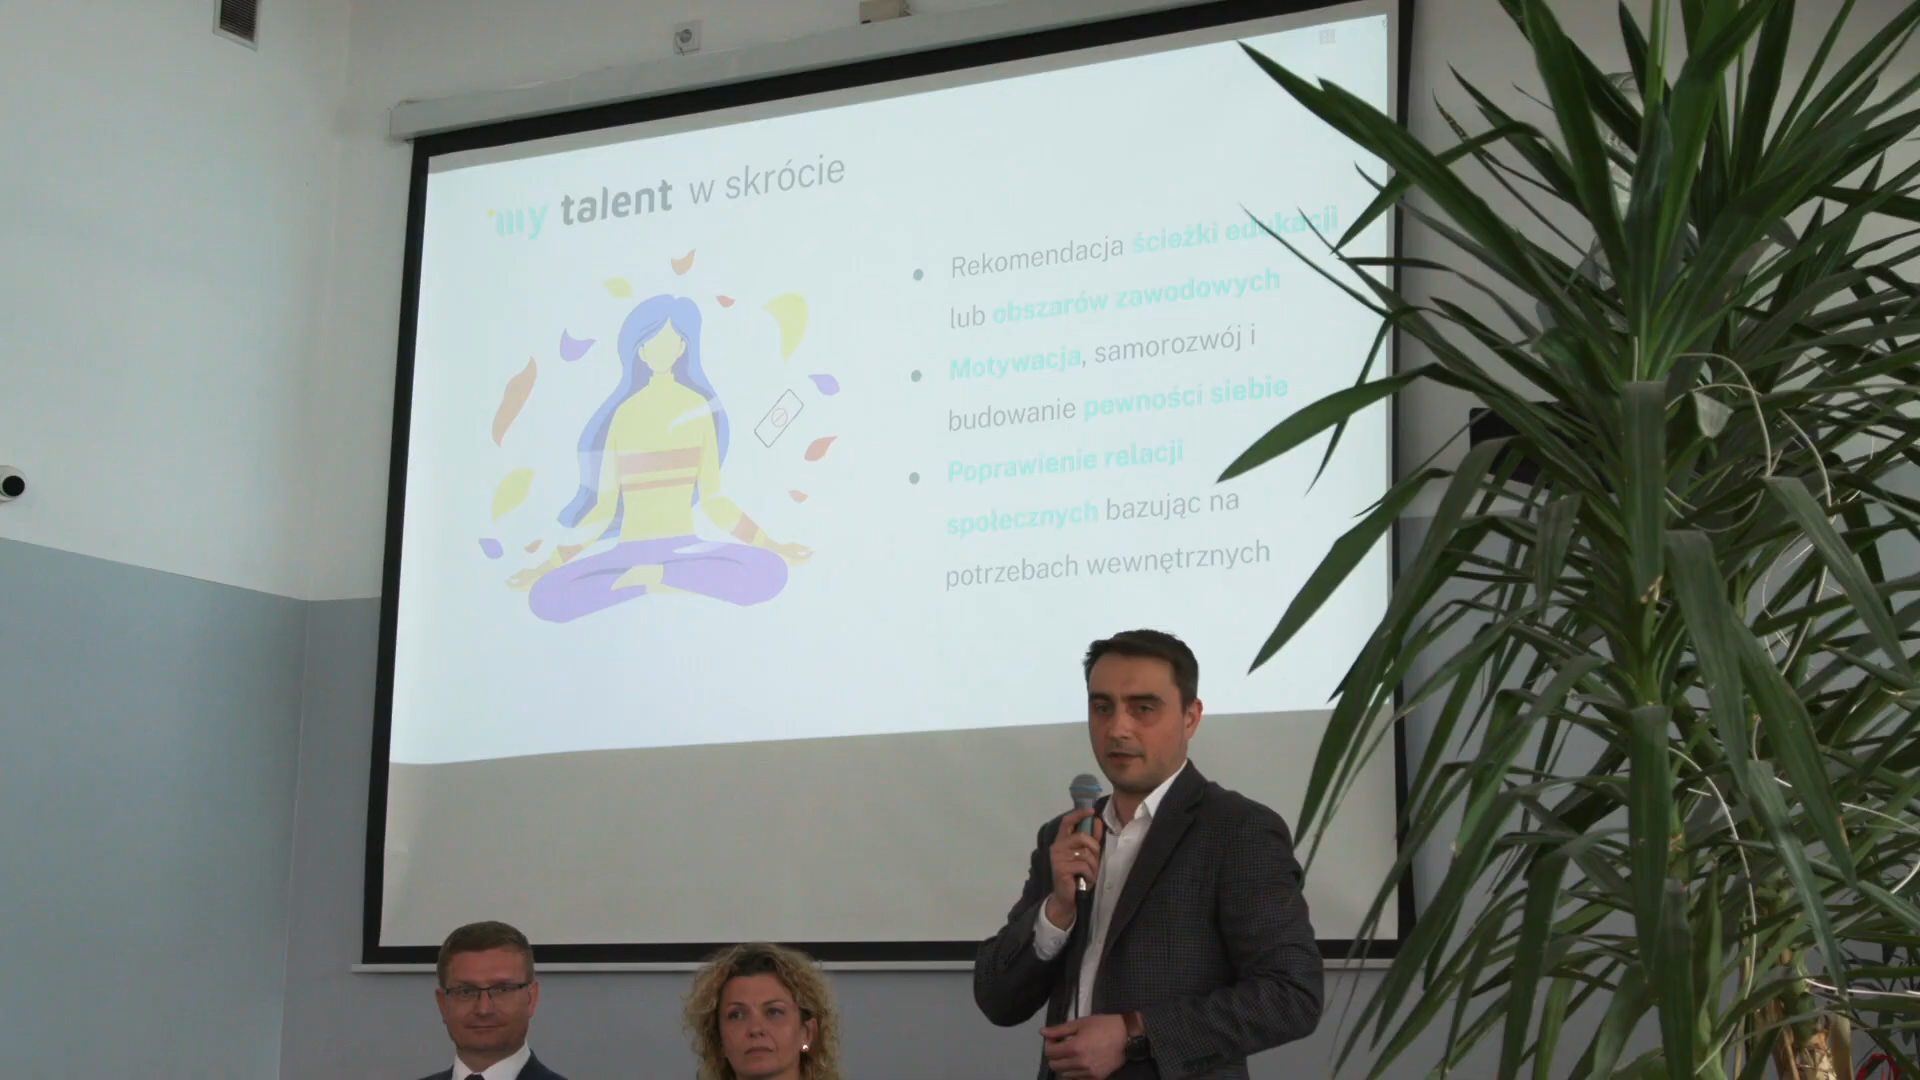 my talent w skrócie
Rekomendacja ścieżki edukacji
lub obszarów zawodowych
Motywacja, samorozwój i
budowanie pewności siebie
Poprawienie relacji
społecznych bazując na
potrzebach wewnętrznych